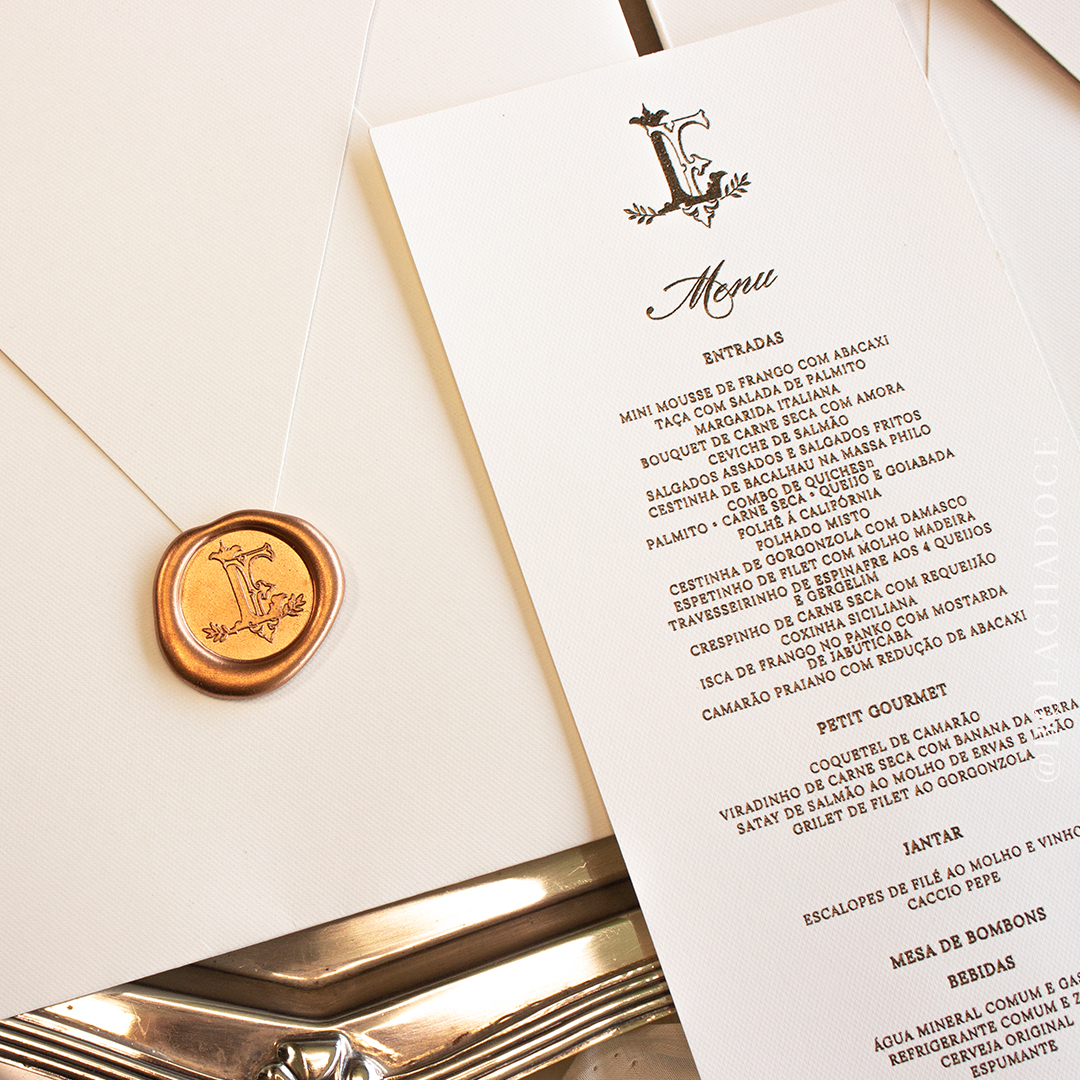 Menu
ENTRADAS
MINI MOUSSE DE FRANGO COM ABACAXI
TAÇA COM SALADA DE PALMITO
MARGARIDA ITALIANA
BOUQUET DE CARNE SECA COM AMORA
CEVICHE DE SALMÃO
SALGADOS ASSADOS E SALGADOS FRITOS
CESTINHA DE BACALHAU NA MASSA PHILO
COMBO DE QUICHESⁿ
PALMITO • CARNE SECA • QUEIJO E GOIABADA
FOLHÊ Á CALIFÓRNIA
FOLHADO MISTO
CESTINHA DE GORGONZOLA COM DAMASCO
ESPETINHO DE FILET COM MOLHO MADEIRA
TRAVESSEIRINHO DE ESPINAFRE AOS 4 QUEIJOS
E GERGELIM
CRESPINHO DE CARNE SECA COM REQUEIJÃO
COXINHA SICILIANA
ISCA DE FRANGO NO PANKO COM MOSTARDA
DE JABUTICABA
CAMARÃO PRAIANO COM REDUÇÃO DE ABACAXI
PETIT GOURMET
COQUETEL DE CAMARÃO
VIRADINHO DE CARNE SECA COM BANANA DA TERRA
SATAY DE SALMÃO AO MOLHO DE ERVAS E LIMÃO
GRILET DE FILET AO GORGONZOLA
JANTAR
ESCALOPES DE FILÉ AO MOLHO E VINHO
CACCIO PEPE
MESA DE BOMBONS
BEBIDAS
ÁGUA MINERAL COMUM E GAS
REFRIGERANTE COMUM E Z
CERVEJA ORIGINAL
ESPUMANTE